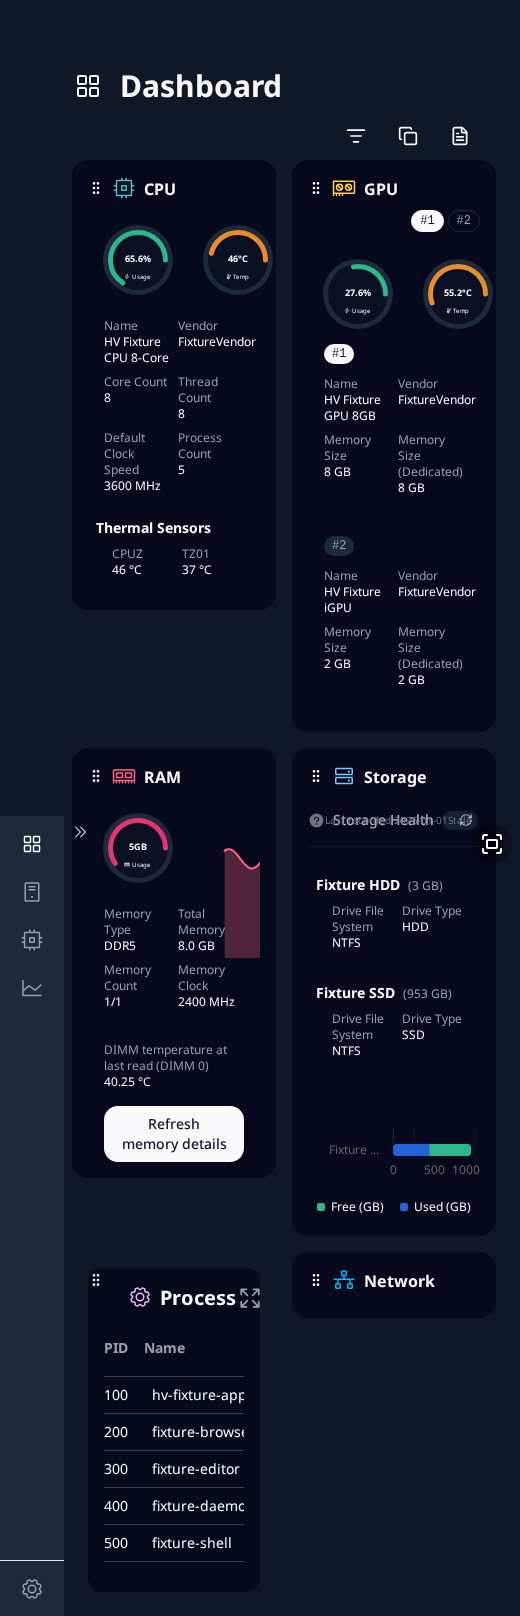 Dashboard
CPU
65.6%
Usage
46°C
Temp
Name
HV Fixture
CPU 8-Core
Vendor
FixtureVendor
Core Count
8
Thread
Count
8
Default
Clock
Speed
3600 MHz
Process
Count
5
Thermal Sensors
CPUZ
46 °C
TZ01
37 °C
GPU
#1
#2
27.6%
Usage
55.2°C
Temp
#1
Name
HV Fixture
GPU 8GB
Vendor
FixtureVendor
Memory
Size
8 GB
Memory
Size
(Dedicated)
8 GB
#2
Name
HV Fixture
iGPU
Vendor
FixtureVendor
Memory
Size
2 GB
Memory
Size
(Dedicated)
2 GB
RAM
5GB
Usage
Memory
Type
DDR5
Total
Memory
8.0 GB
Memory
Count
1/1
Memory
Clock
2400 MHz
DIMM temperature at
last read (DIMM 0)
40.25 °C
Refresh
memory details
Storage
Storage Health
Fixture HDD (3 GB)
Drive File
System
NTFS
Drive Type
HDD
Fixture SSD (953 GB)
Drive File
System
NTFS
Drive Type
SSD
Fixture ...
0 500 1000
Free (GB) Used (GB)
Process
PID Name
100 hv-fixture-app
200 fixture-browse
300 fixture-editor
400 fixture-daemo
500 fixture-shell
Network